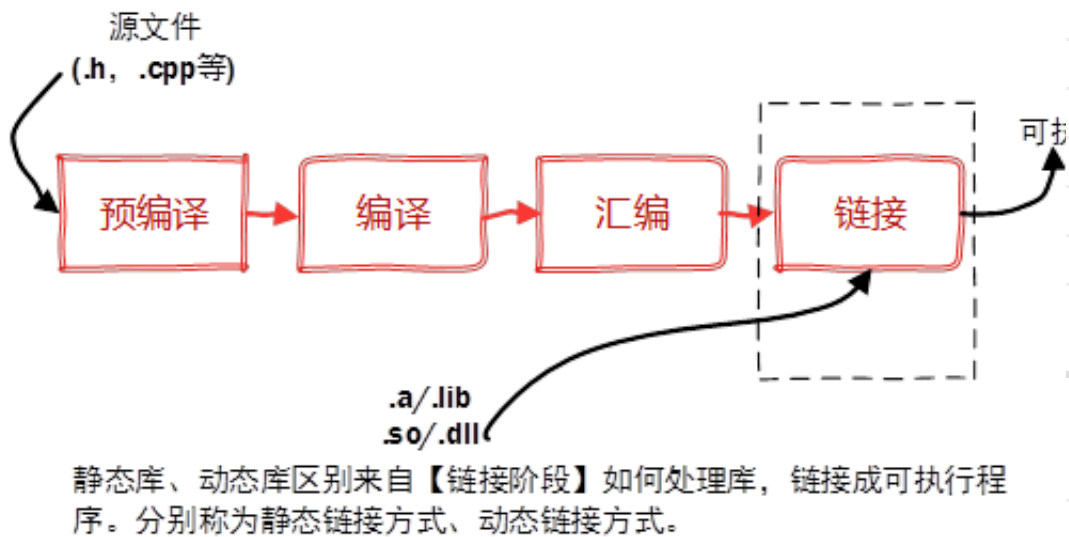 源文件
(.h, .cpp等)
可执
预编译
编译
汇编
链接
.a/.lib
.so/.dll
静态库、动态库区别来自【链接阶段】如何处理库，链接成可执行程
序。分别称为静态链接方式、动态链接方式。